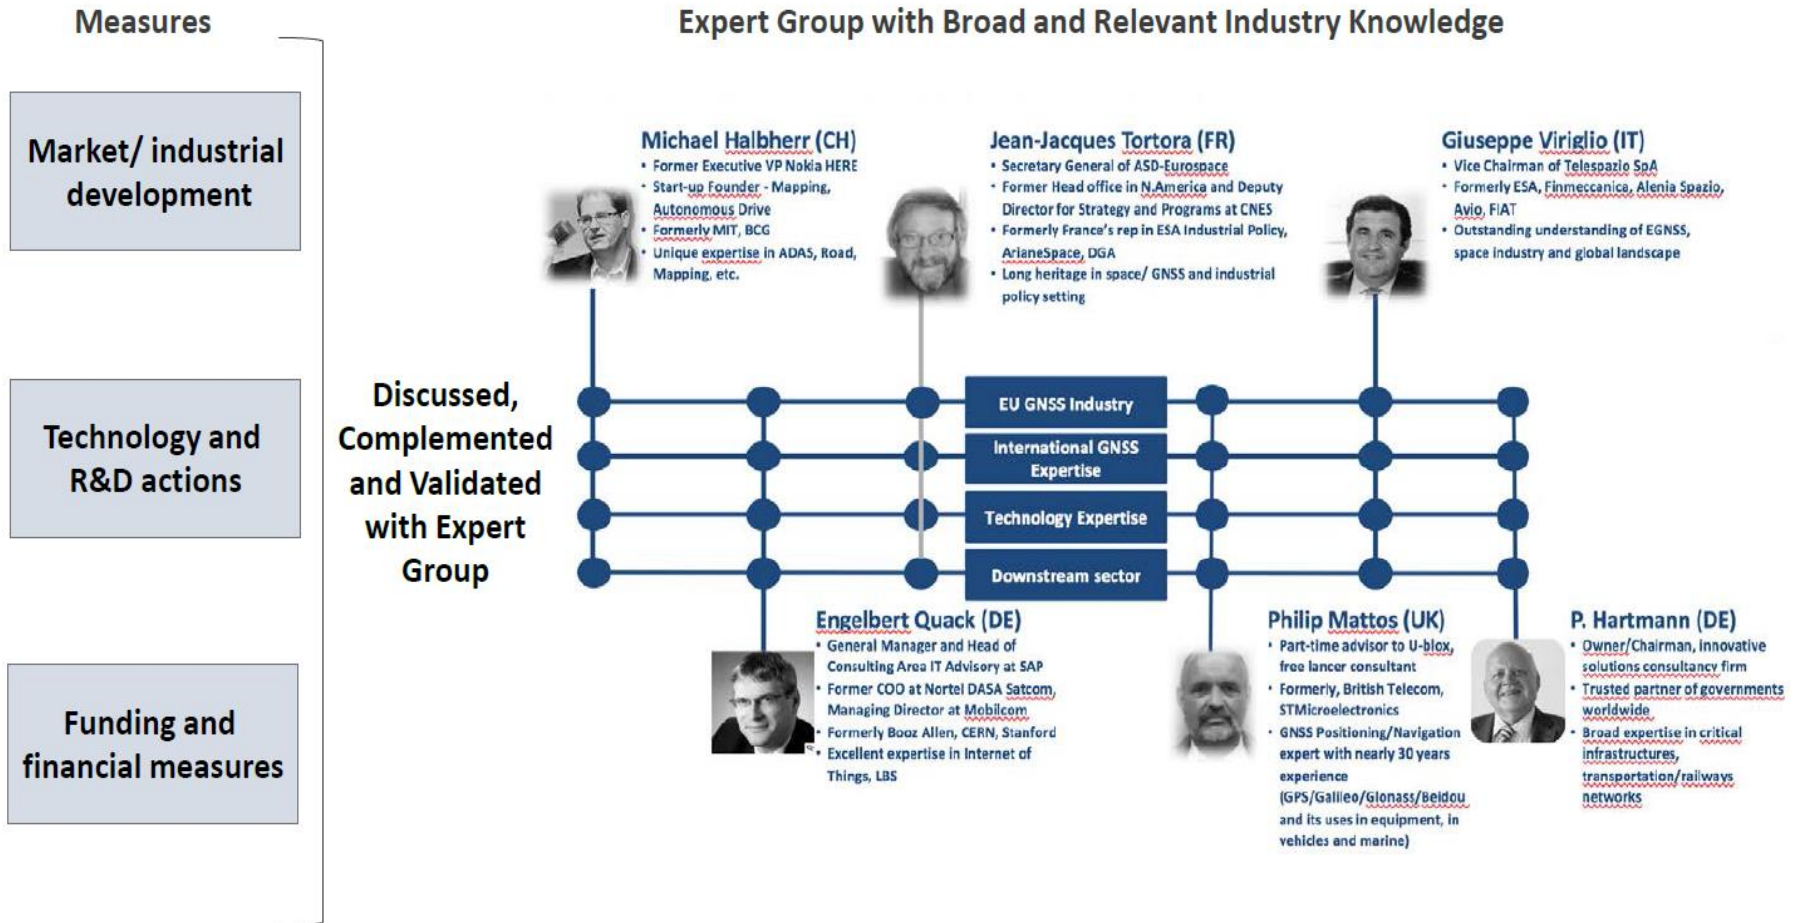 Measures
Expert Group with Broad and Relevant Industry Knowledge
Market/ industrial
development
Technology and
R&D actions
Funding and
financial measures
Discussed,
Complemented
and Validated
with Expert
Group
Michael Halbherr (CH)
• Former Executive VP Nokia HERE
• Start-up Founder - Mapping,
Autonomous Drive
• Formerly MIT, BCG
• Unique expertise in ADAS, Road,
Mapping, etc.
Jean-Jacques Tortora (FR)
• Secretary General of ASD-Eurospace
• Former Head office in N.America and Deputy
Director for Strategy and Programs at CNES
• Formerly France's rep in ESA Industrial Policy,
ArianeSpace, DGA
• Long heritage in space/ GNSS and industrial
policy setting
Giuseppe Viriglio (IT)
• Vice Chairman of Telespazio SpA
• Formerly ESA, Finmeccanica, Alenia Spazio,
Avio, FIAT
• Outstanding understanding of EGNSS,
space industry and global landscape
EU GNSS Industry
International GNSS
Expertise
Technology Expertise
Downstream sector
Engelbert Quack (DE)
• General Manager and Head of
Consulting Area IT Advisory at SAP
• Former COO at Nortel DASA Satcom,
Managing Director at Mobilcom
• Formerly Booz Allen, CERN, Stanford
• Excellent expertise in Internet of
Things, LBS
Philip Mattos (UK)
• Part-time advisor to U-blox,
free lancer consultant
• Formerly, British Telecom,
STMicroelectronics
• GNSS Positioning/Navigation
expert with nearly 30 years
experience
(GPS/Galileo/Glonass/Beidou
and its uses in equipment, in
vehicles and marine)
P. Hartmann (DE)
• Owner/Chairman, innovative
solutions consultancy firm
• Trusted partner of governments
worldwide
• Broad expertise in critical
infrastructures,
transportation/railways
networks